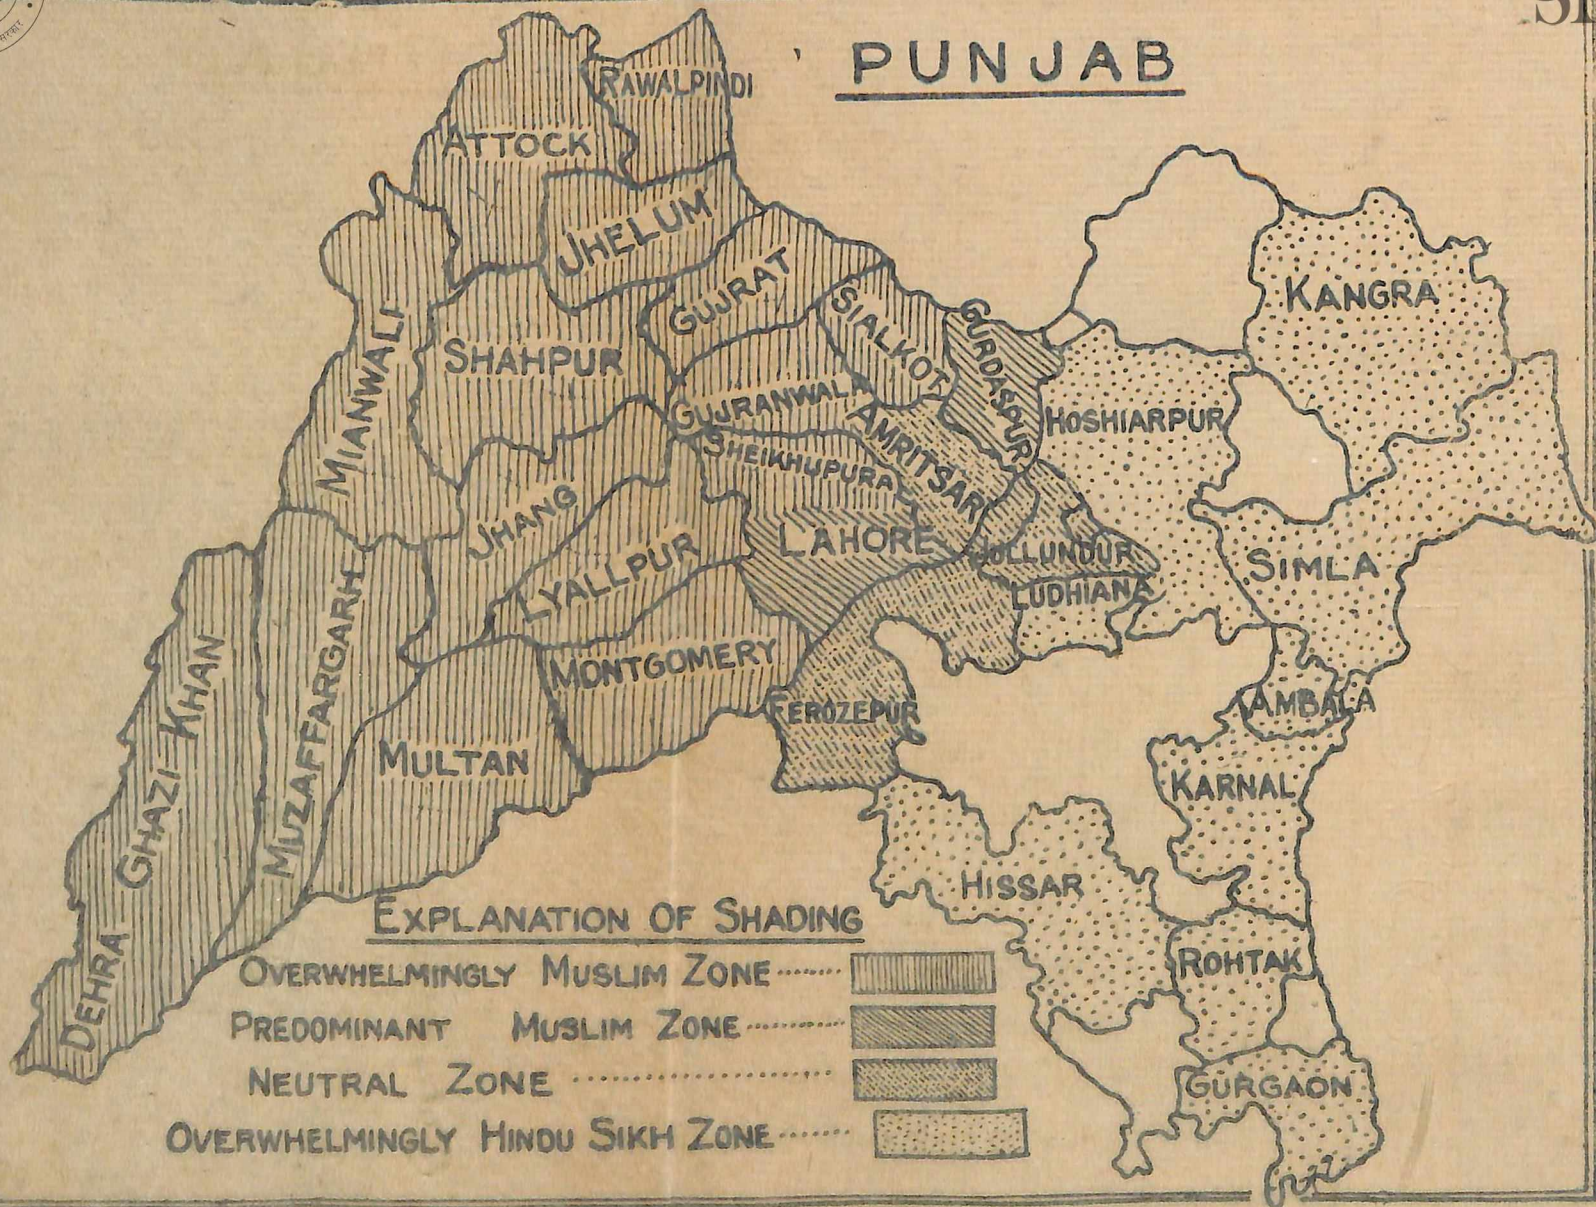 सरकार
51
PUNJAB
RAWALPINDI
ATTOCK
JHELUM
GUJRAT
SIALKOT
GURDASPUR
KANGRA
MIANWALI
SHAHPUR
GUJRANWALA
AMRITSAR
HOSHIARPUR
SHEIKHUPURA
JHANG
LYALLPUR
LAHORE
JULLUNDUR
LUDHIANA
SIMLA
MONTGOMERY
FEROZEPUR
AMBALA
DEHRA GHAZI KHAN
MUZAFFARGARH
MULTAN
KARNAL
HISSAR
ROHTAK
GURGAON
EXPLANATION OF SHADING
OVERWHELMINGLY MUSLIM ZONE
PREDOMINANT MUSLIM ZONE
NEUTRAL ZONE
OVERWHELMINGLY HINDU SIKH ZONE